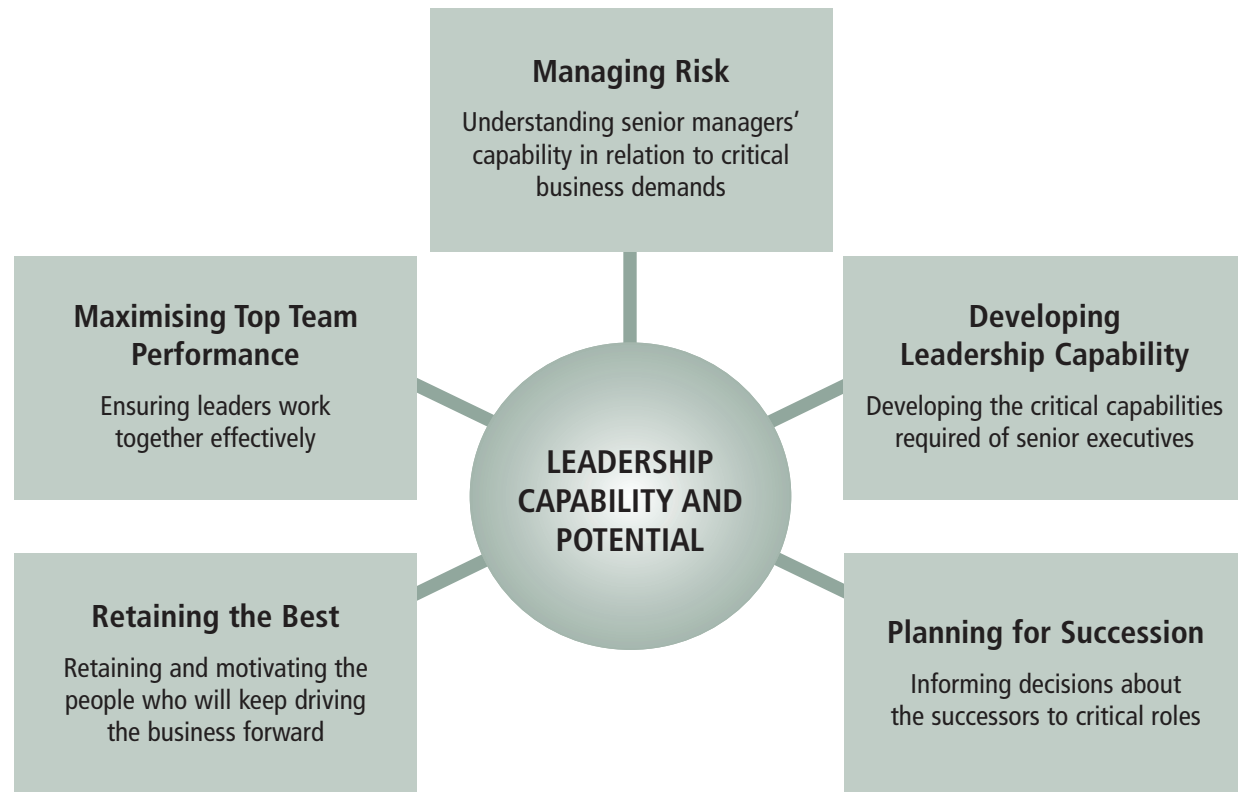 Managing Risk
Understanding senior managers’
capability in relation to critical
business demands
Maximising Top Team
Performance
Ensuring leaders work
together effectively
Developing
Leadership Capability
Developing the critical capabilities
required of senior executives
LEADERSHIP
CAPABILITY AND
POTENTIAL
Retaining the Best
Retaining and motivating the
people who will keep driving
the business forward
Planning for Succession
Informing decisions about
the successors to critical roles